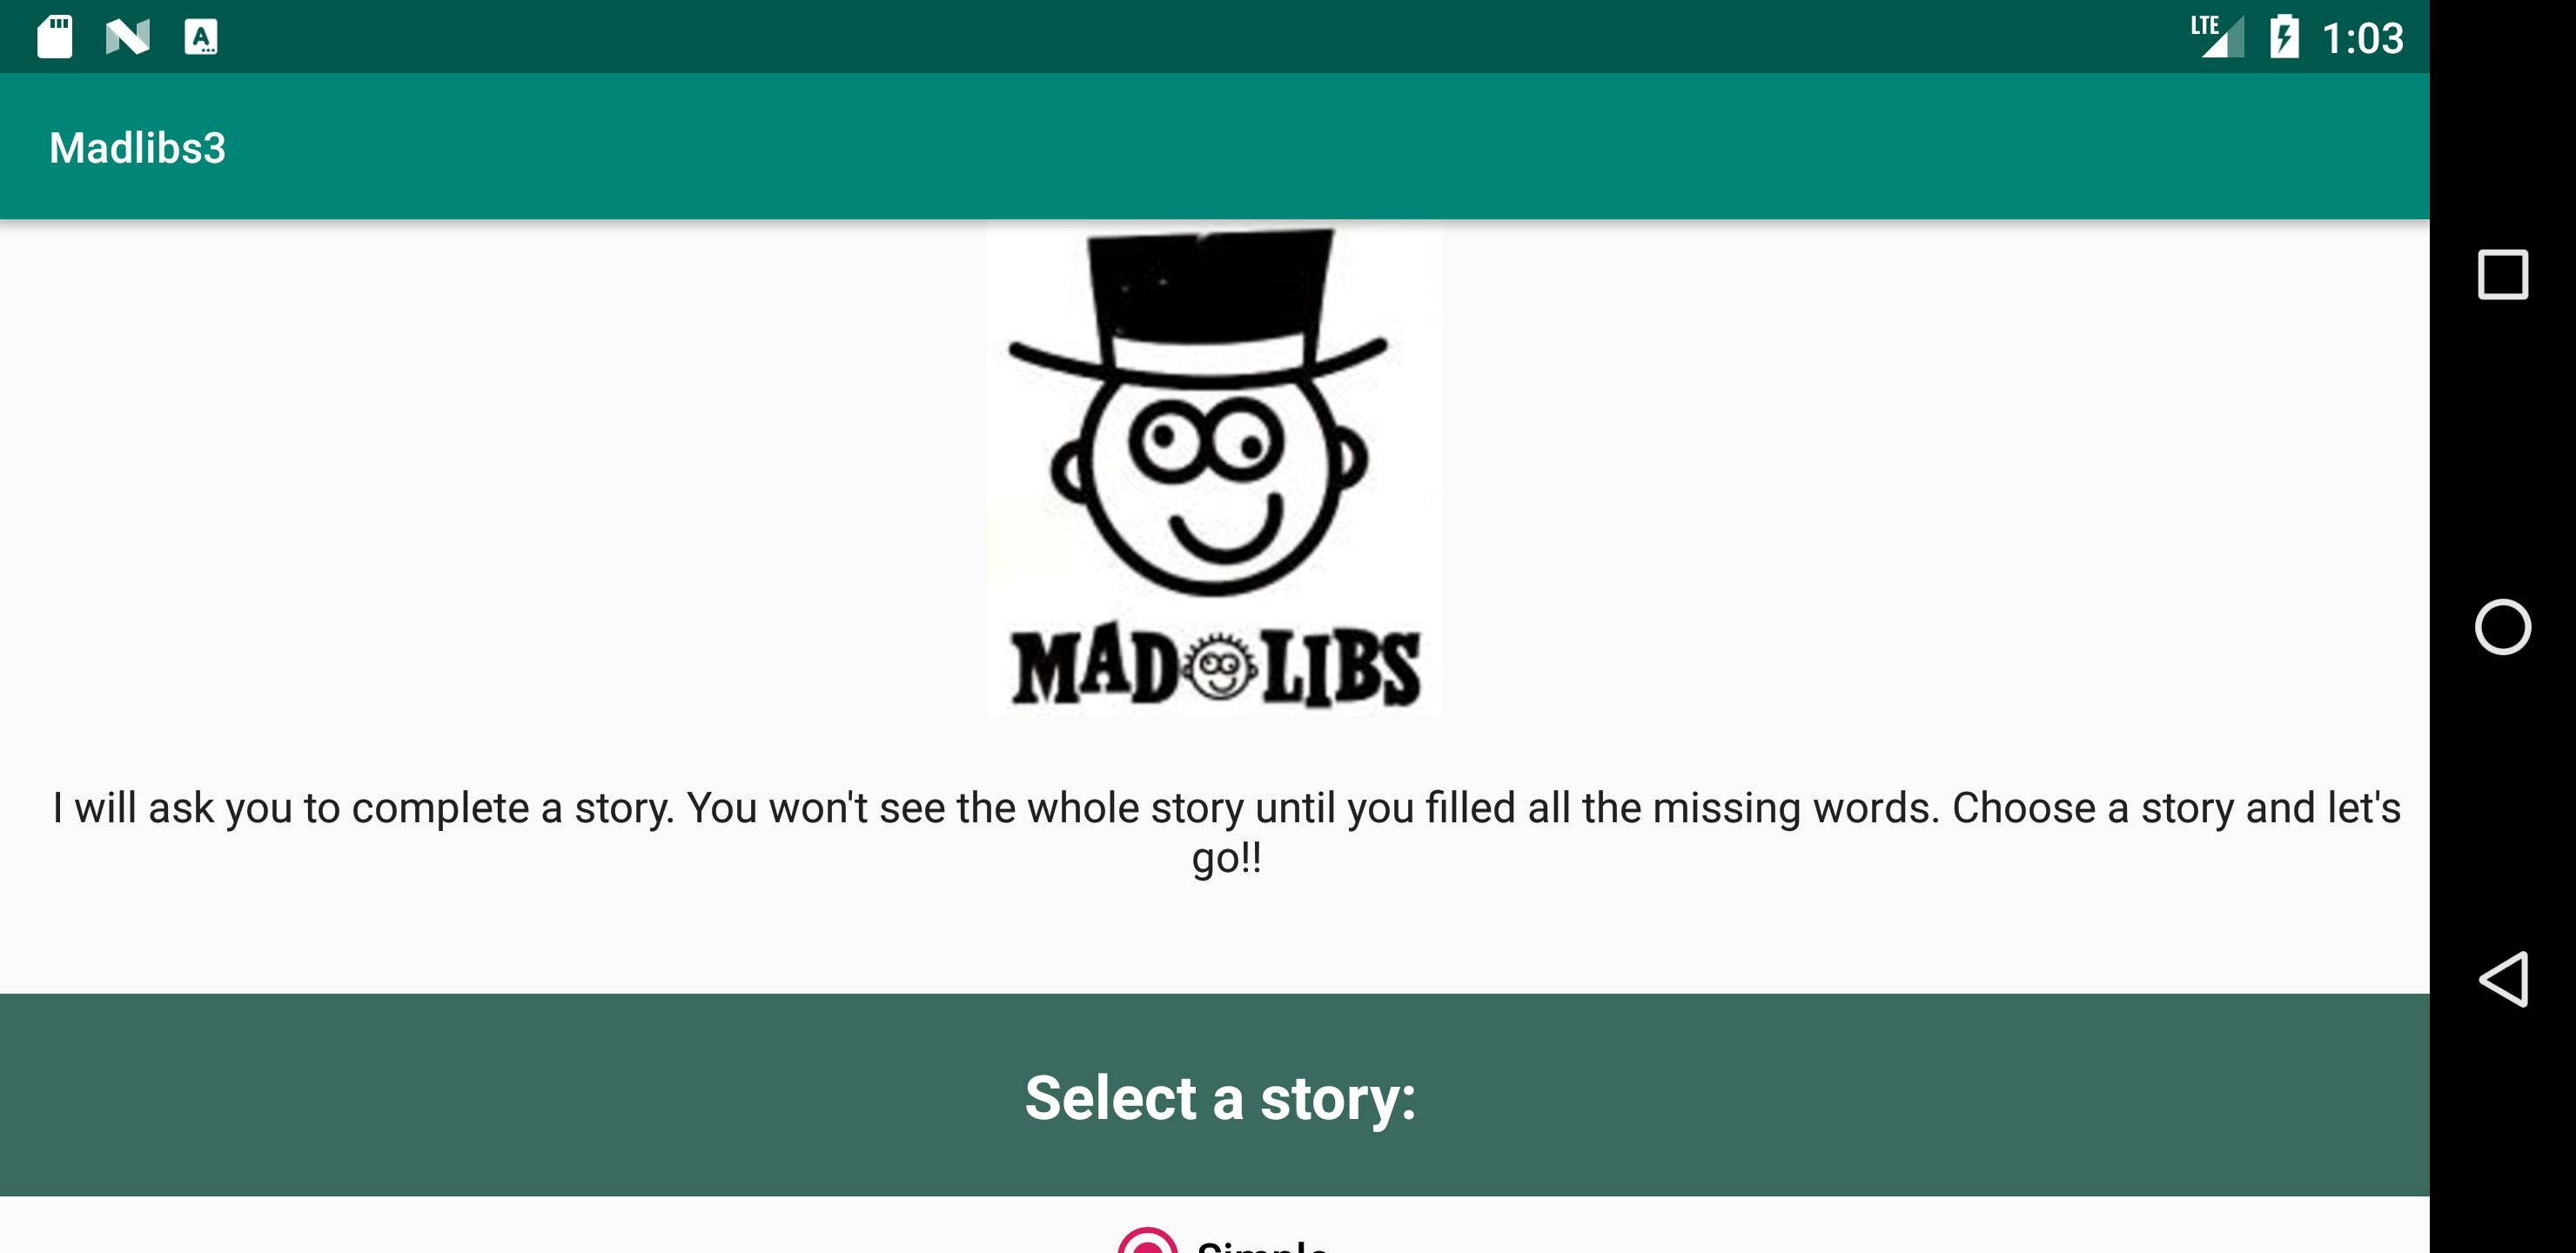 LTE 1:03
Madlibs3
MAD LIBS
I will ask you to complete a story. You won't see the whole story until you filled all the missing words. Choose a story and let's
go!!
Select a story:
Simple